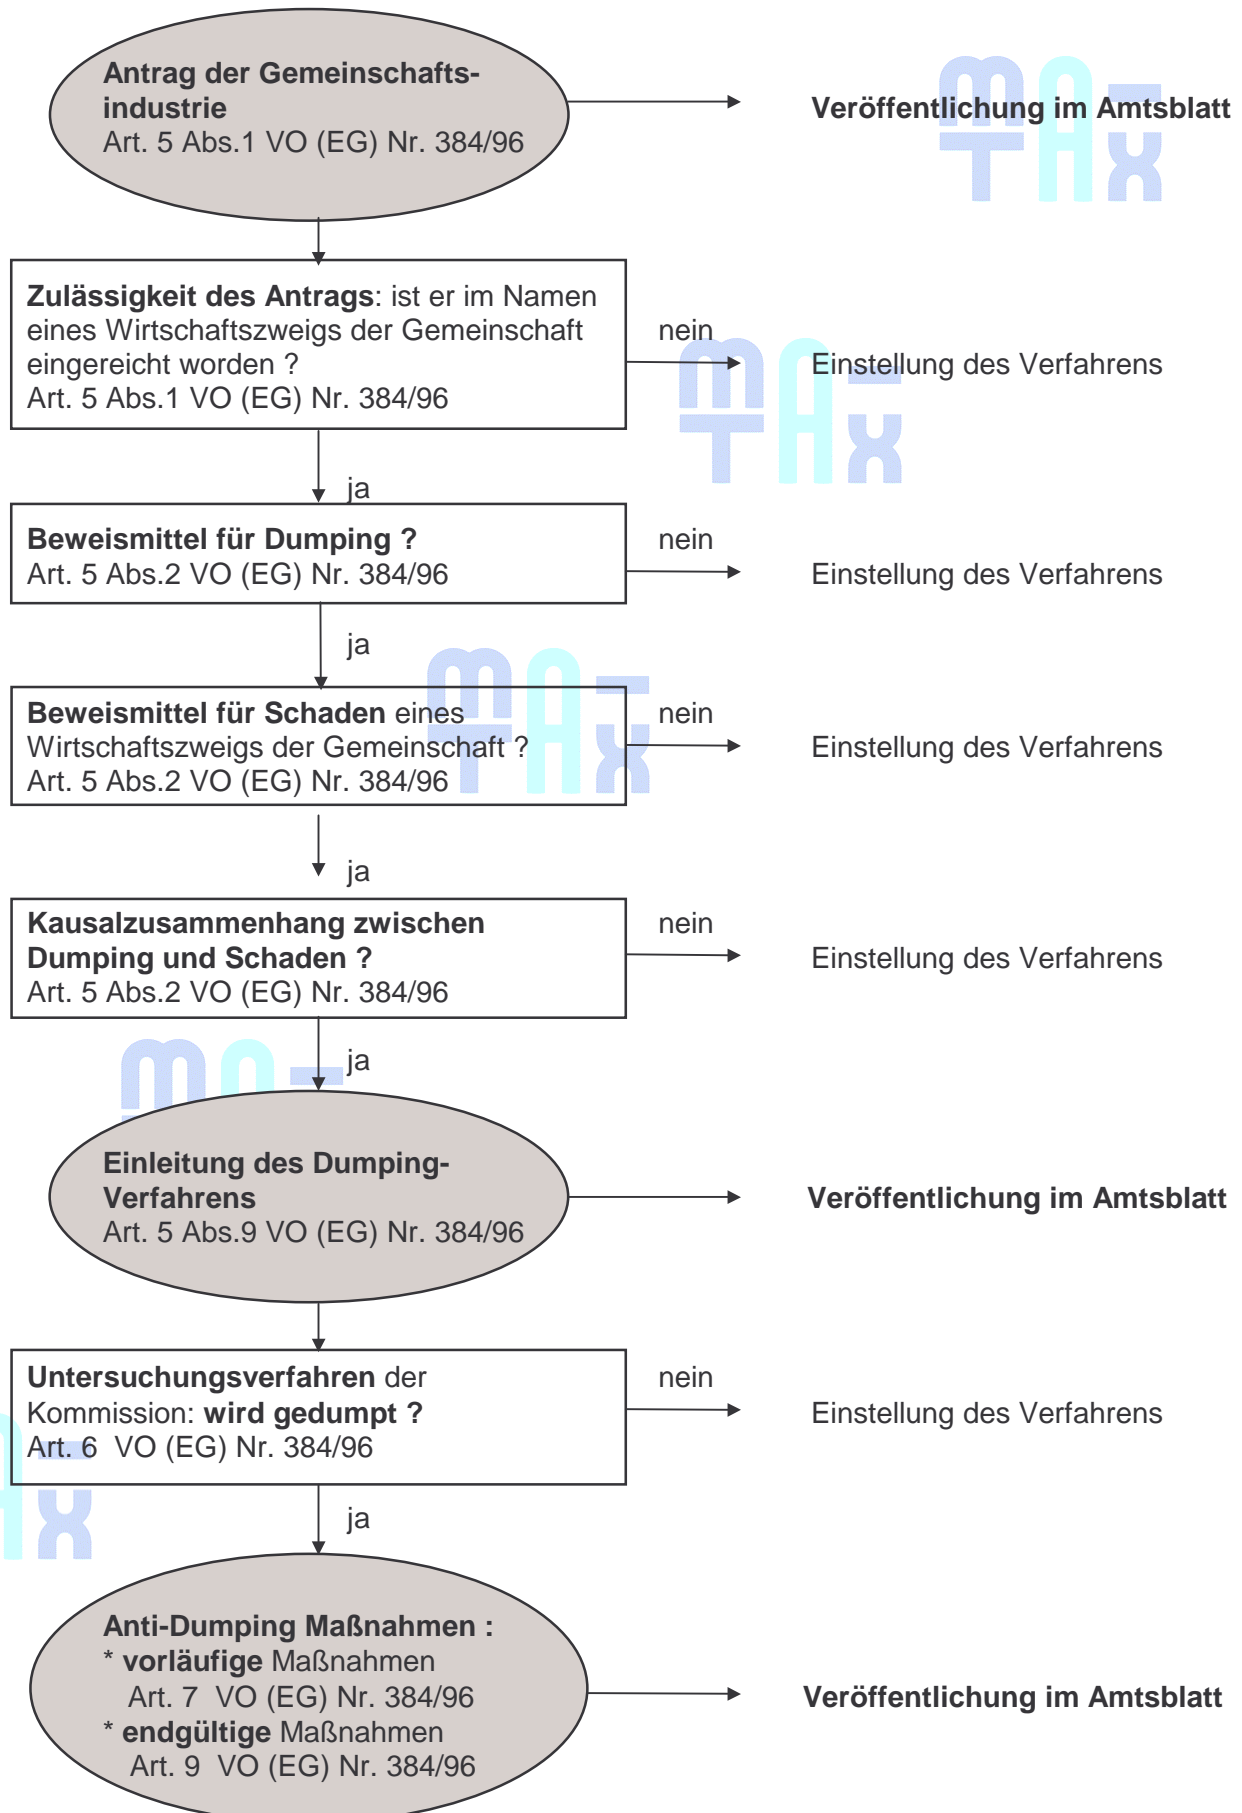 Antrag der Gemeinschafts-
industrie
Art. 5 Abs.1 VO (EG) Nr. 384/96
Veröffentlichung im Amtsblatt
Zulässigkeit des Antrags: ist er im Namen
eines Wirtschaftszweigs der Gemeinschaft
eingereicht worden ?
Art. 5 Abs.1 VO (EG) Nr. 384/96
nein
Einstellung des Verfahrens
ja
Beweismittel für Dumping ?
Art. 5 Abs.2 VO (EG) Nr. 384/96
nein
Einstellung des Verfahrens
ja
Beweismittel für Schaden eines
Wirtschaftszweigs der Gemeinschaft ?
Art. 5 Abs.2 VO (EG) Nr. 384/96
nein
Einstellung des Verfahrens
ja
Kausalzusammenhang zwischen
Dumping und Schaden ?
Art. 5 Abs.2 VO (EG) Nr. 384/96
nein
Einstellung des Verfahrens
ja
Einleitung des Dumping-
Verfahrens
Art. 5 Abs.9 VO (EG) Nr. 384/96
Veröffentlichung im Amtsblatt
Untersuchungsverfahren der
Kommission: wird gedumpt ?
Art. 6  VO (EG) Nr. 384/96
nein
Einstellung des Verfahrens
ja
Anti-Dumping Maßnahmen :
* vorläufige Maßnahmen
Art. 7  VO (EG) Nr. 384/96
* endgültige Maßnahmen
Art. 9  VO (EG) Nr. 384/96
Veröffentlichung im Amtsblatt